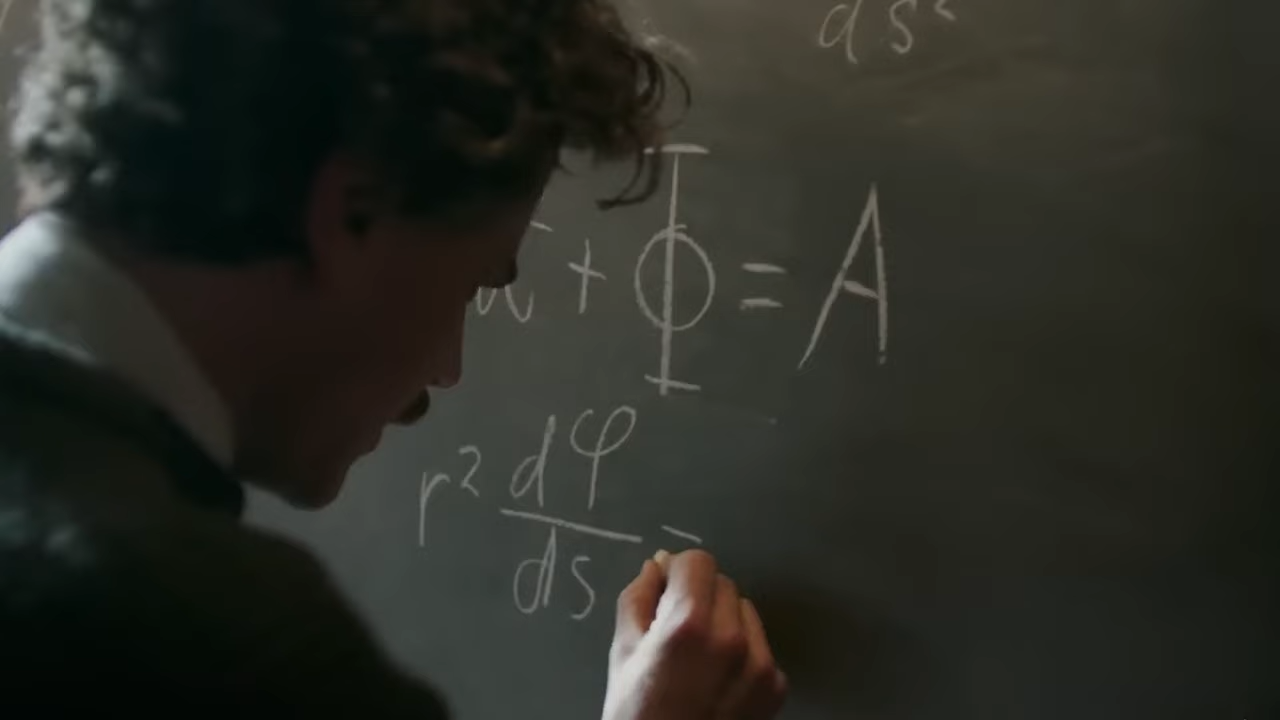 ds²
+ Φ = A
r² dφ
ds